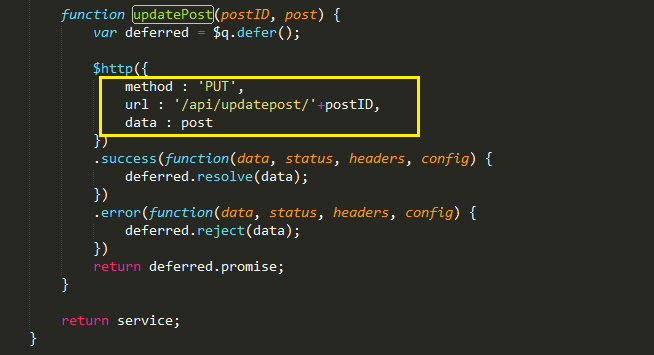 function updatePost(postID, post) {
var deferred = $q.defer();
$http({
method : 'PUT',
url : '/api/updatepost/'+postID,
data : post
})
.success(function(data, status, headers, config) {
deferred.resolve(data);
})
.error(function(data, status, headers, config) {
deferred.reject(data);
})
return deferred.promise;
}
return service;
}